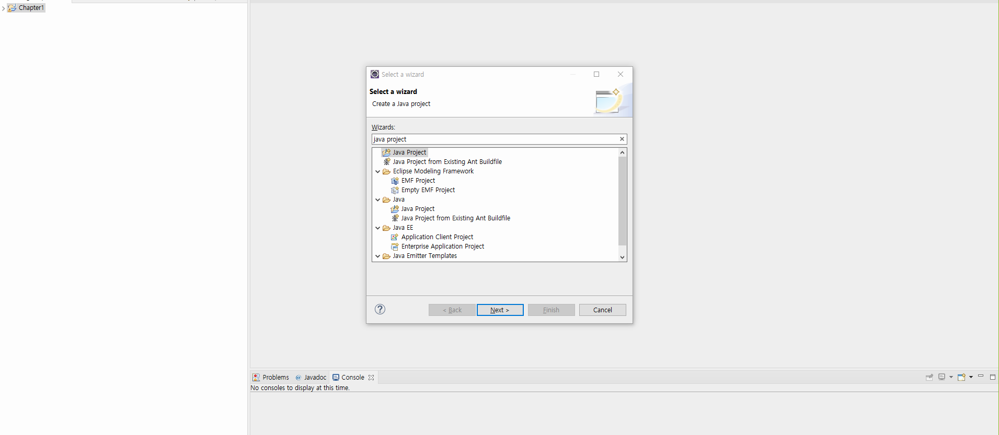 Chapter1
Select a wizard
Select a wizard
Create a Java project
Wizards:
java project
Java Project
Java Project from Existing Ant Buildfile
Eclipse Modeling Framework
EMF Project
Empty EMF Project
Java
Java Project
Java Project from Existing Ant Buildfile
Java EE
Application Client Project
Enterprise Application Project
Java Emitter Templates
< Back
Next >
Finish
Cancel
Problems @ Javadoc Console
No consoles to display at this time.